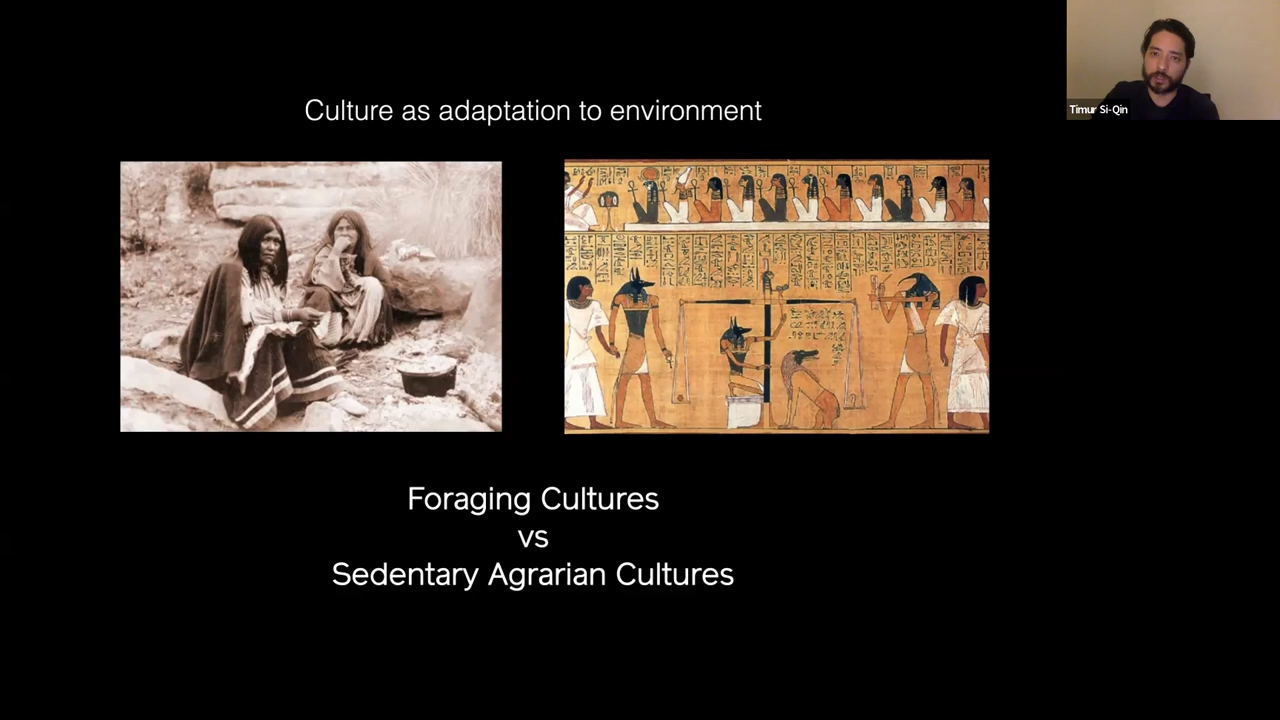 Culture as adaptation to environment
Timur Si-Qin
Foraging Cultures
vs
Sedentary Agrarian Cultures